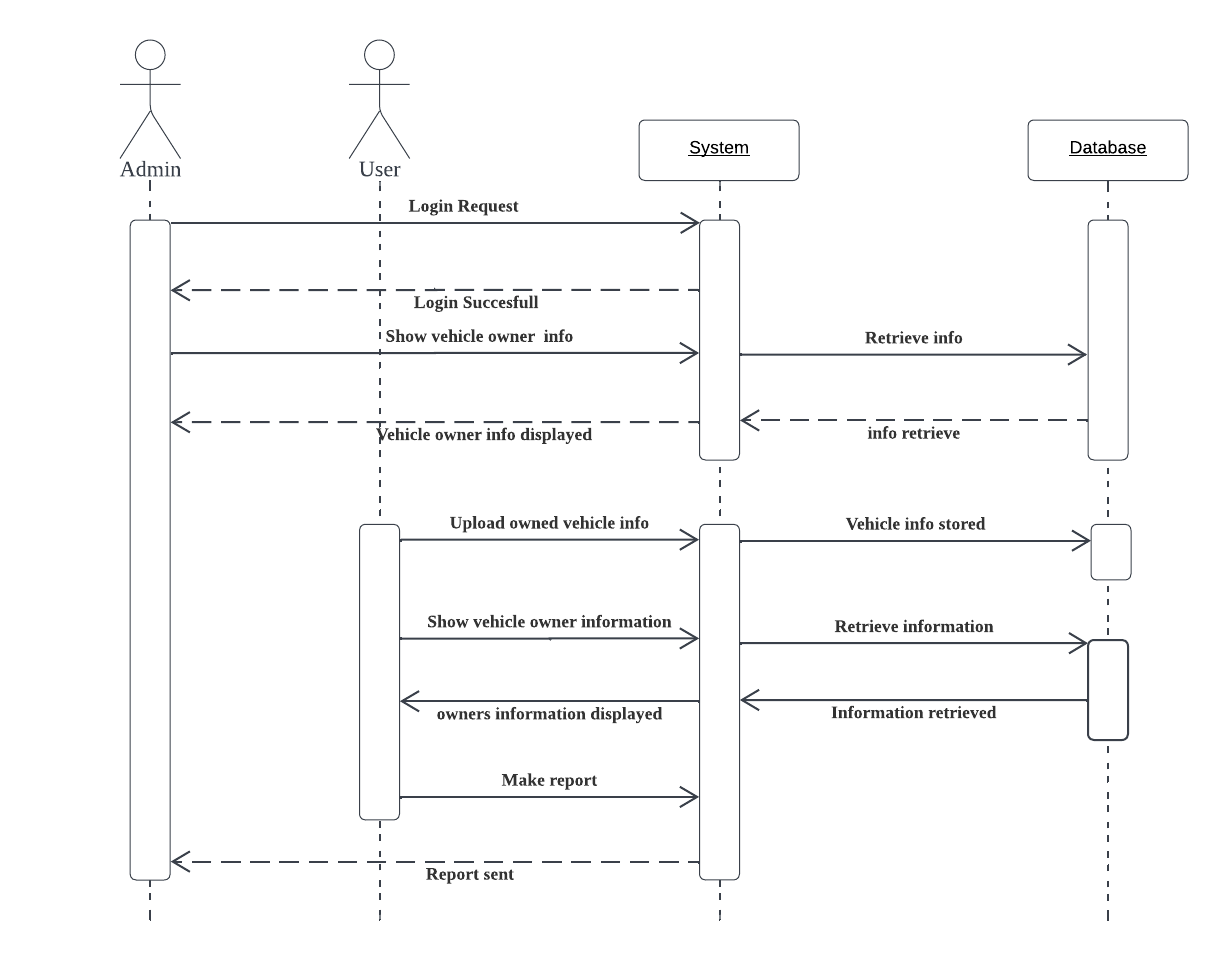 Admin
User
System
Database
Login Request
Login Succesfull
Show vehicle owner  info
Retrieve info
Vehicle owner info displayed
info retrieve
Upload owned vehicle info
Vehicle info stored
Show vehicle owner information
Retrieve information
owners information displayed
Information retrieved
Make report
Report sent